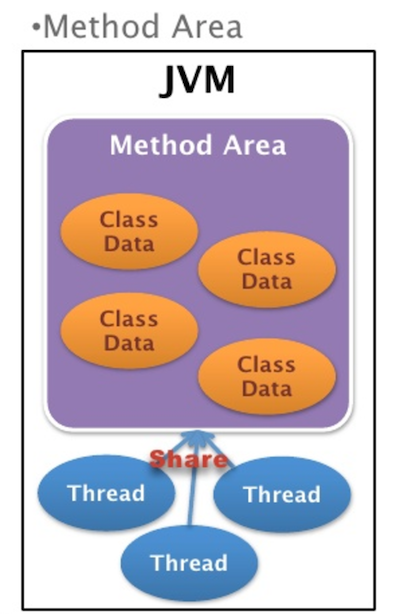 •Method Area
JVM
Method Area
Class
Data
Class
Data
Class
Data
Class
Data
Share
Thread
Thread
Thread